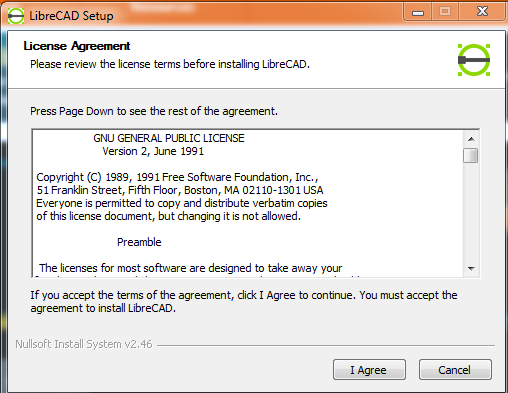 LibreCAD Setup
License Agreement
Please review the license terms before installing LibreCAD.
Press Page Down to see the rest of the agreement.
GNU GENERAL PUBLIC LICENSE
Version 2, June 1991
Copyright (C) 1989, 1991 Free Software Foundation, Inc.,
51 Franklin Street, Fifth Floor, Boston, MA 02110-1301 USA
Everyone is permitted to copy and distribute verbatim copies
of this license document, but changing it is not allowed.
Preamble
The licenses for most software are designed to take away your
If you accept the terms of the agreement, click I Agree to continue. You must accept the
agreement to install LibreCAD.
Nullsoft Install System v2.46
I Agree
Cancel